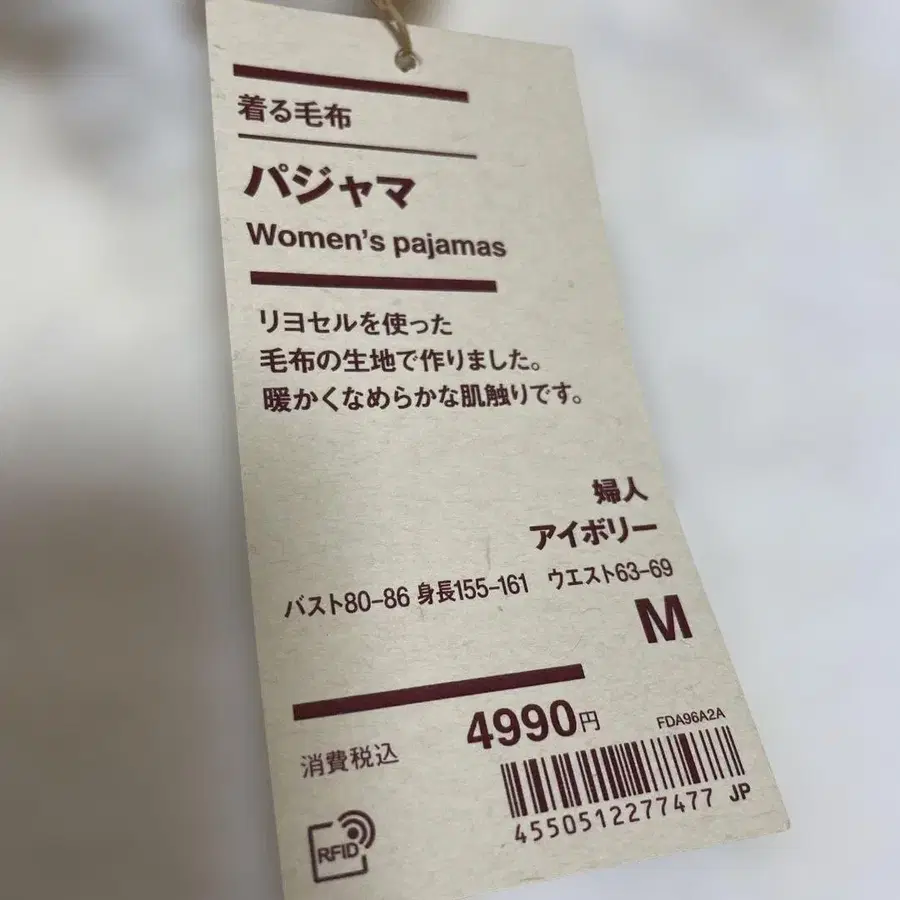 着る毛布
パジャマ
Women's pajamas
リヨセルを使った
毛布の生地で作りました。
暖かくなめらかな肌触りです。
婦人
アイボリー
バスト80-86 身長155-161 ウエスト63-69
M
4990円
消費税込
FDA96A2A
4550512277477 JP
RFID